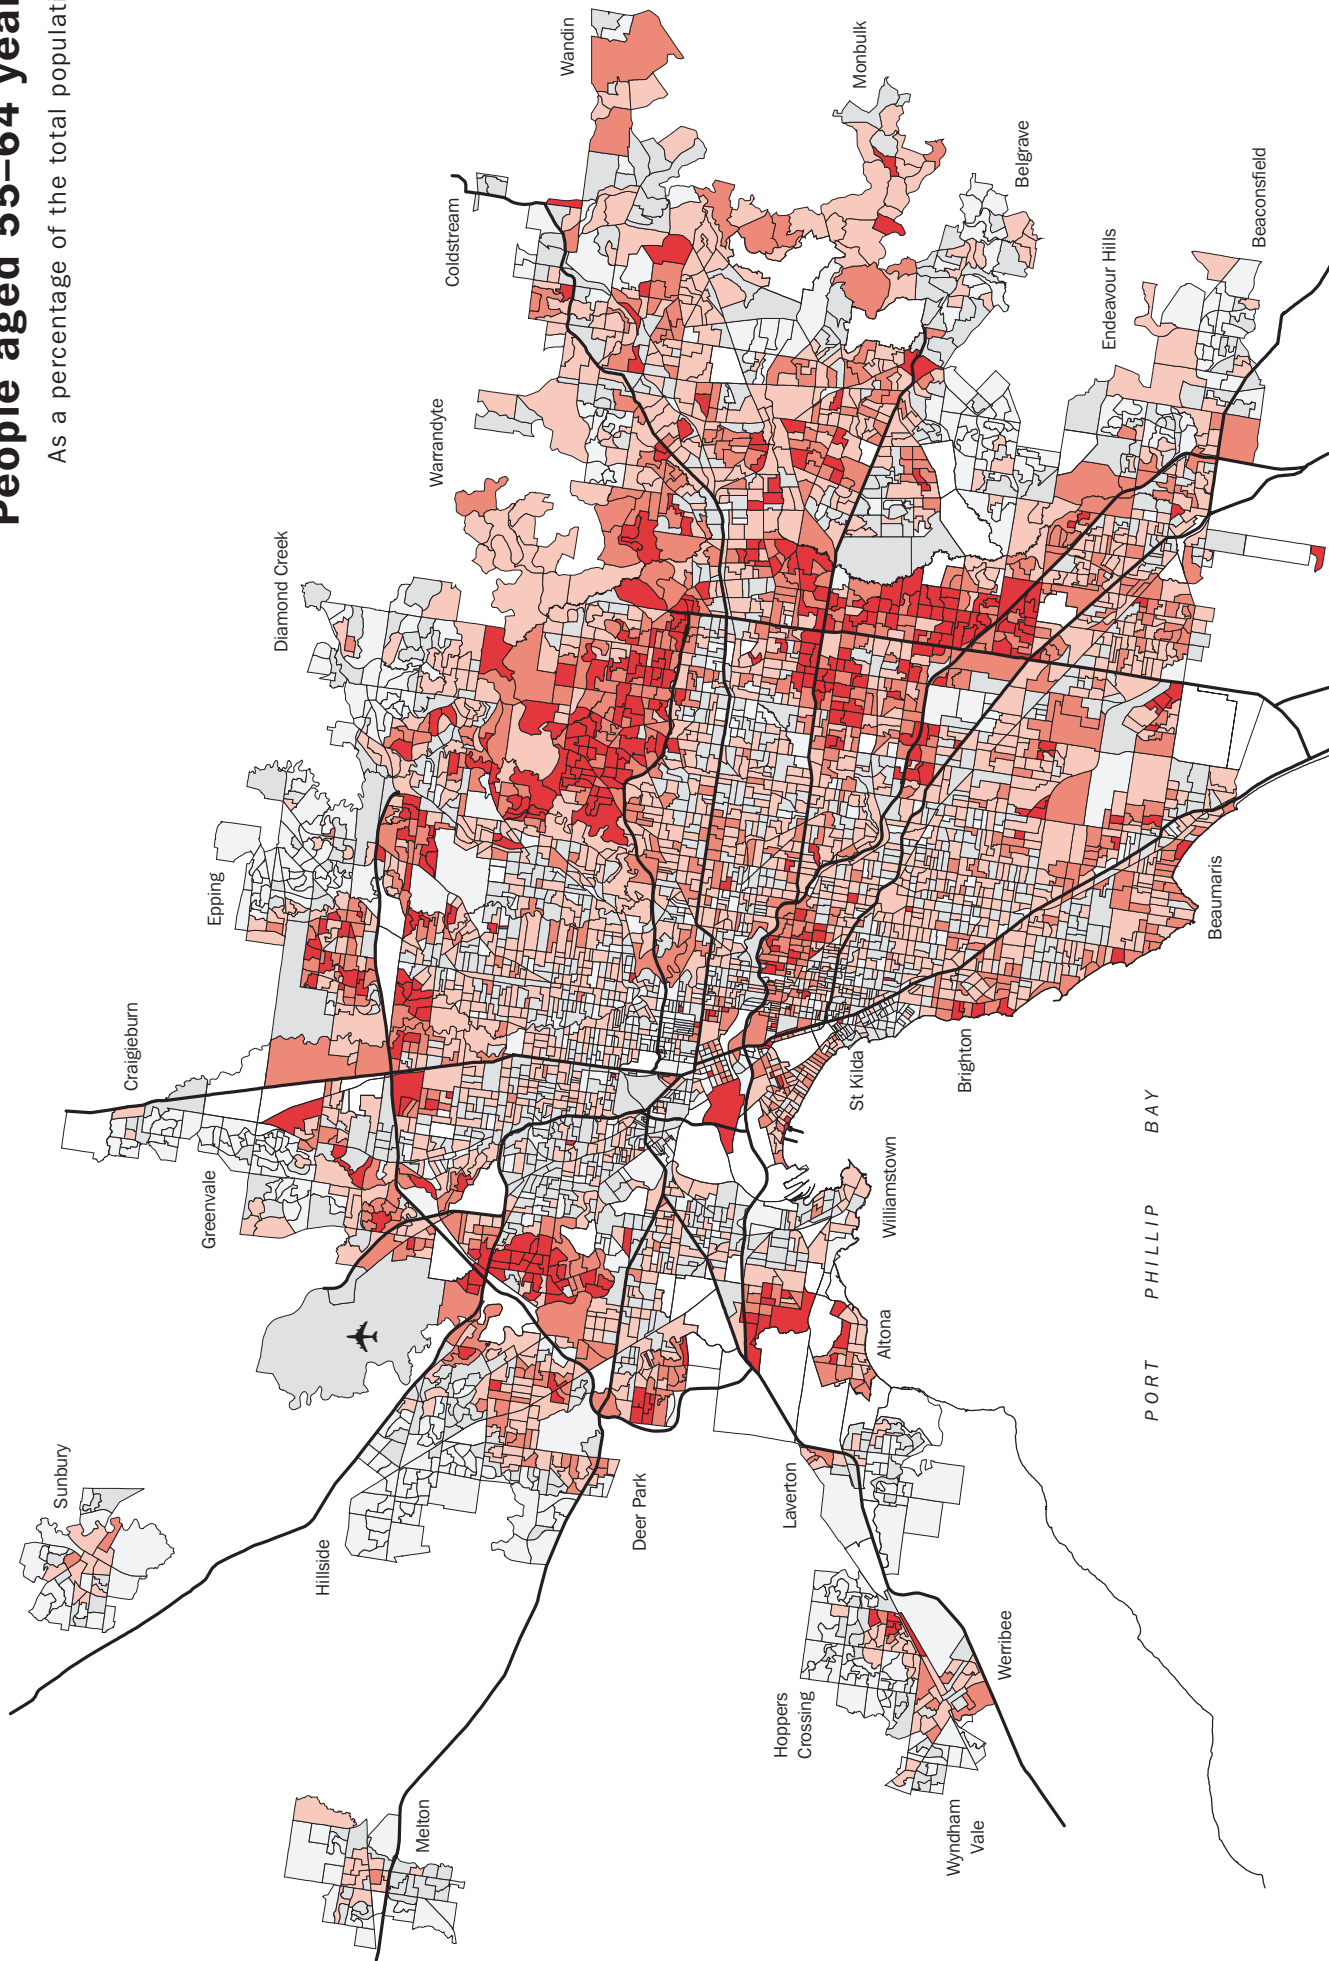 People aged 55–64 year
As a percentage of the total populati
Wandin
Monbulk
Coldstream
Belgrave
Beaconsfield
Endeavour Hills
Warrandyte
Diamond Creek
Epping
Beaumaris
Craigieburn
St Kilda
Brighton
Greenvale
Williamstown
Altona
PORT PHILLIP BAY
Sunbury
Hillside
Deer Park
Laverton
Hoppers
Crossing
Werribee
Melton
Wyndham
Vale